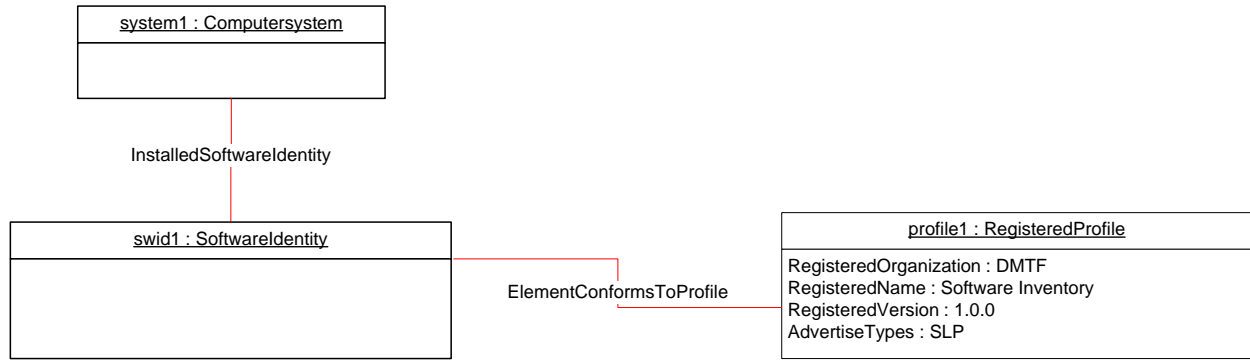 system1 : Computersystem
InstalledSoftwareIdentity
swid1 : SoftwareIdentity
ElementConformsToProfile
profile1 : RegisteredProfile
RegisteredOrganization : DMTF
RegisteredName : Software Inventory
RegisteredVersion : 1.0.0
AdvertiseTypes : SLP